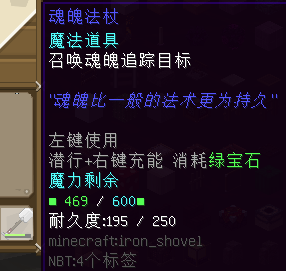 魂魄法杖
魔法道具
召唤魂魄追踪目标
"魂魄比一般的法术更为持久"
左键使用
潜行+右键充能 消耗绿宝石
魔力剩余
■ 469 / 600■
耐久度:195 / 250
minecraft:iron_shovel
NBT:4个标签